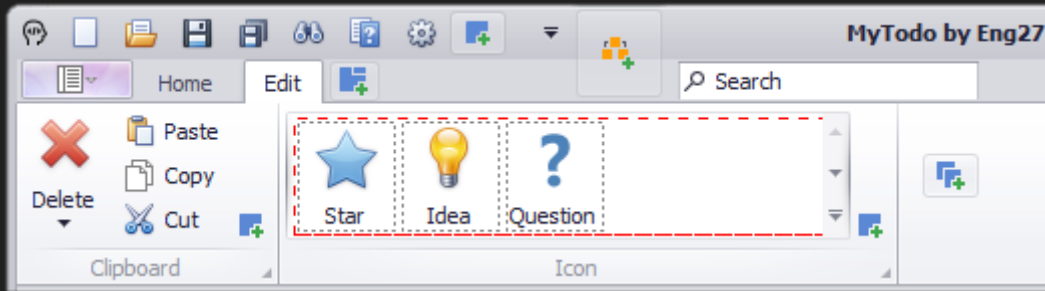 MyTodo by Eng27
Home Edit Search
Delete
Paste
Copy
Cut
Clipboard
Star Idea Question
Icon